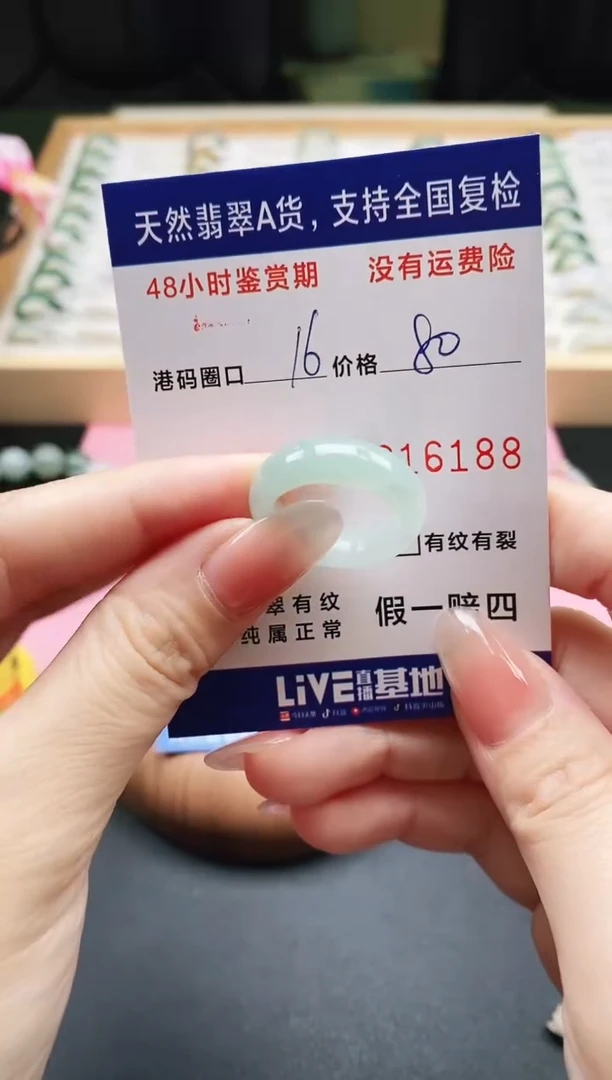 天然翡翠A货，支持全国复检
48小时鉴赏期 没有运费险
港码圈口 16 价格 80
16188
有纹有裂
翠有纹
纯属正常
假一赔四
LiVE直播基地